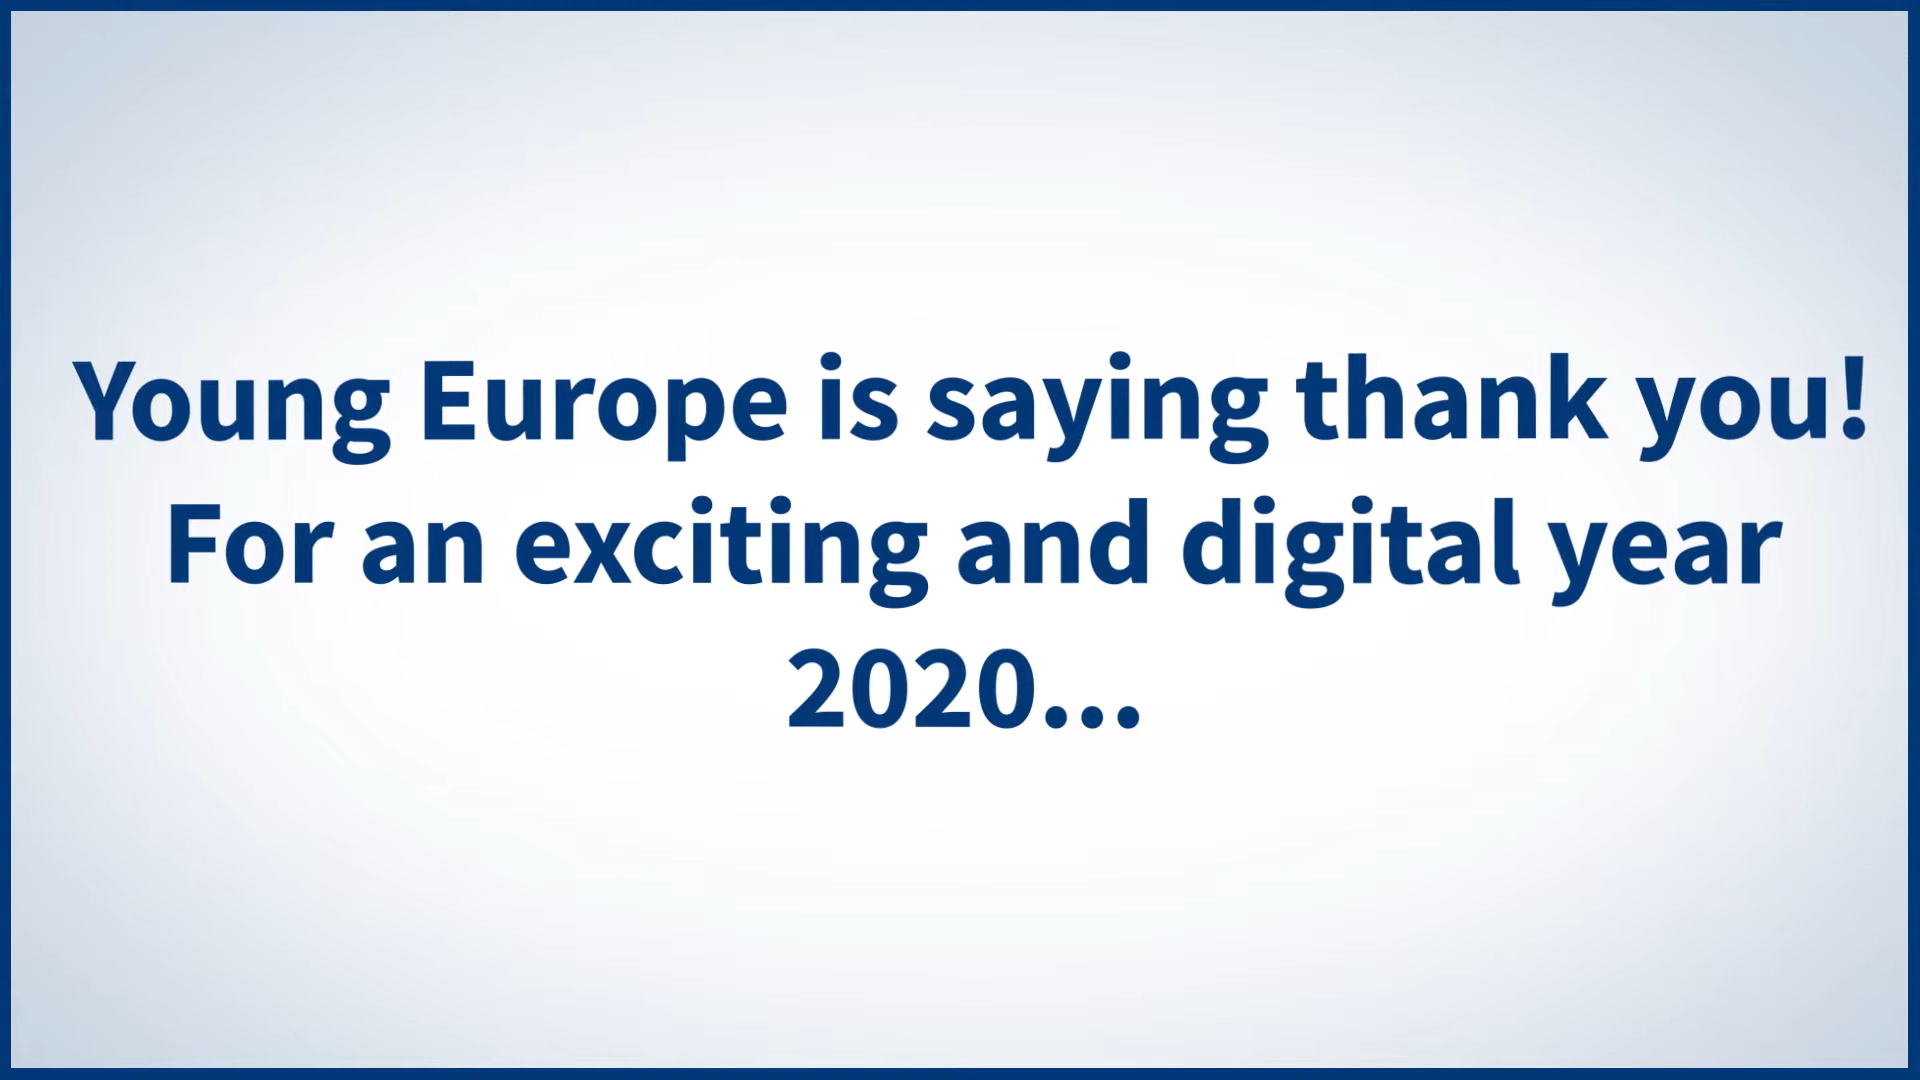 Young Europe is saying thank you!
For an exciting and digital year
2020...